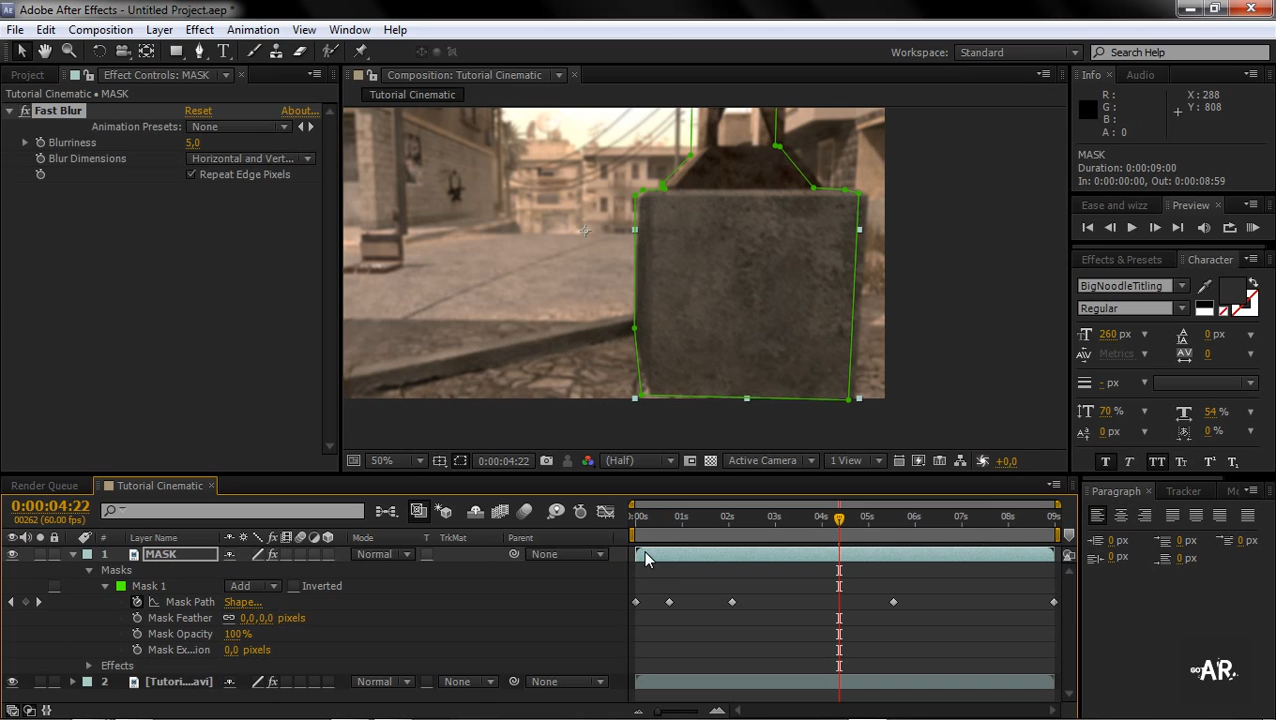 Adobe After Effects - Untitled Project.aep *
File Edit Composition Layer Effect Animation View Window Help
Workspace: Standard Search Help
Project Effect Controls: MASK Composition: Tutorial Cinematic Info Audio
Tutorial Cinematic • MASK Tutorial Cinematic
fx Fast Blur Reset About...
Animation Presets: None
Blurriness 5,0
Blur Dimensions Horizontal and Vert...
Repeat Edge Pixels
R: X: 288
G: Y: 808
B:
A: 0
MASK
Duration: 0:00:09:00
In: 0:00:00:00, Out: 0:00:08:59
Ease and wizz Preview
Effects & Presets Character
BigNoodleTitling
Regular
260 px 0 px
Metrics 0
- px
70 % 54 %
0 px 0 %
T T TT Tr T¹ T₁
50% 0:00:04:22 (Half) Active Camera 1 View +0,0
Render Queue Tutorial Cinematic Paragraph Tracker
0:00:04:22
00262 (60.00 fps)
01s 02s 03s 04s 05s 06s 07s 08s 09s
# Layer Name Mode T TrkMat Parent
1 MASK fx Normal None
Masks
Mask 1 Add Inverted
Mask Path Shape...
Mask Feather 0,0,0,0 pixels
Mask Opacity 100%
Mask Ex...ion 0,0 pixels
Effects
2 [Tutori....avi] fx Normal None None
0 px 0 px 0 px
0 px 0 px
GOT AR.